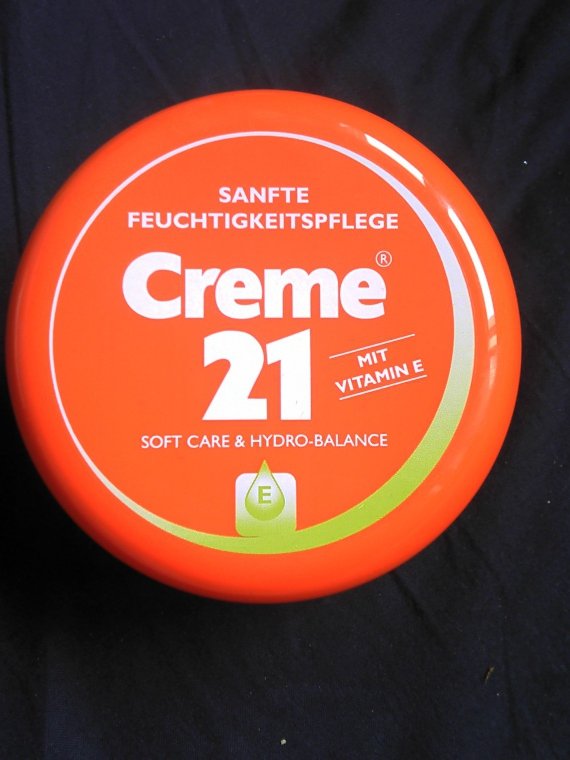 SANFTE
FEUCHTIGKEITSPFLEGE
Creme®
21
MIT
VITAMIN E
SOFT CARE & HYDRO-BALANCE
E